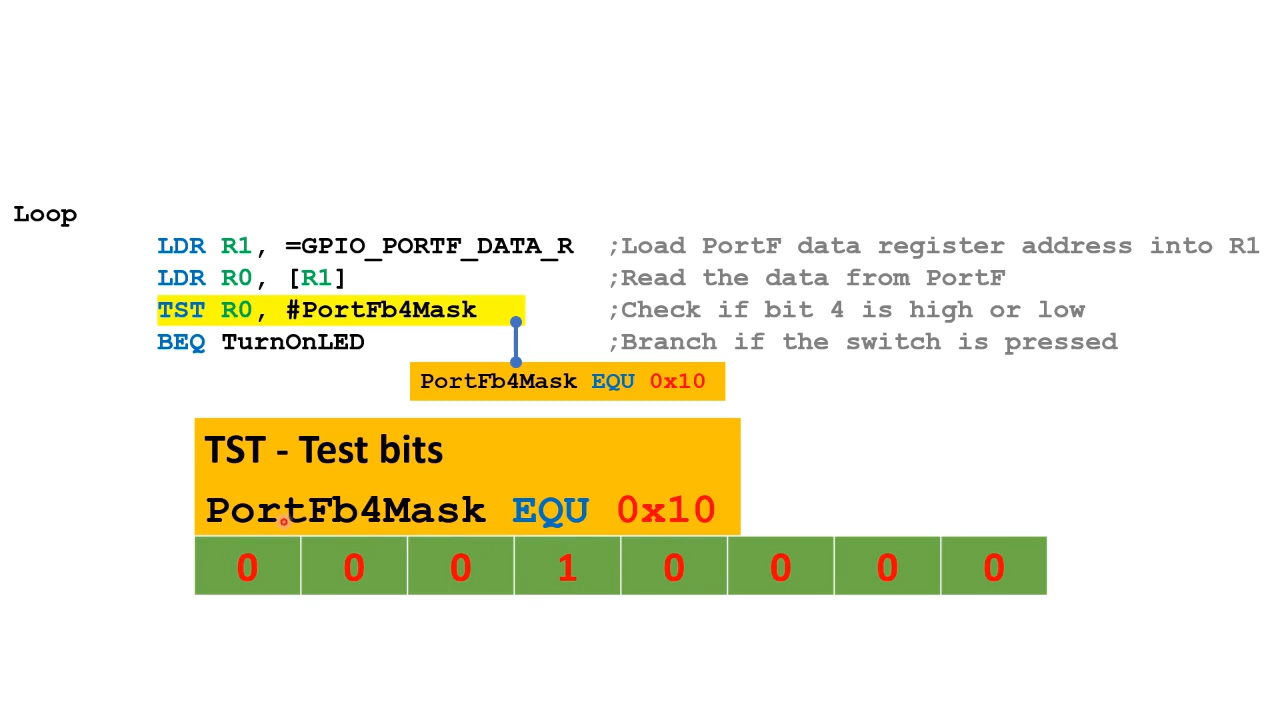 Loop
LDR R1, =GPIO_PORTF_DATA_R ;Load PortF data register address into R1
LDR R0, [R1] ;Read the data from PortF
TST R0, #PortFb4Mask ;Check if bit 4 is high or low
BEQ TurnOnLED ;Branch if the switch is pressed
PortFb4Mask EQU 0x10
TST - Test bits
PortFb4Mask EQU 0x10
0 0 0 1 0 0 0 0